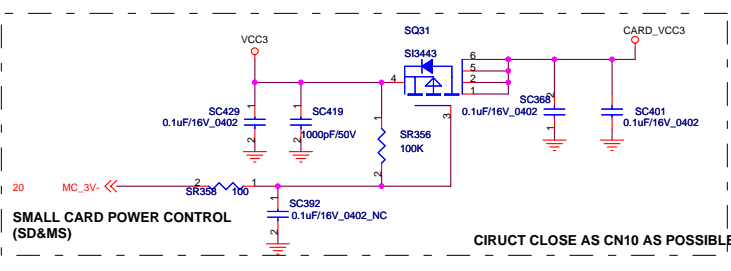 SQ31
VCC3
CARD_VCC3
SI3443
6
5
2
1
4
3
1
SC429
0.1uF/16V_0402
2
1
SC419
1000pF/50V
2
1
SR356
100K
2
2
SC368
0.1uF/16V_0402
1
SC401
0.1uF/16V_0402
20
MC_3V-
2
1
SR358
100
1
SC392
0.1uF/16V_0402_NC
2
SMALL CARD POWER CONTROL
(SD&MS)
CIRUCT CLOSE AS CN10 AS POSSIBLE